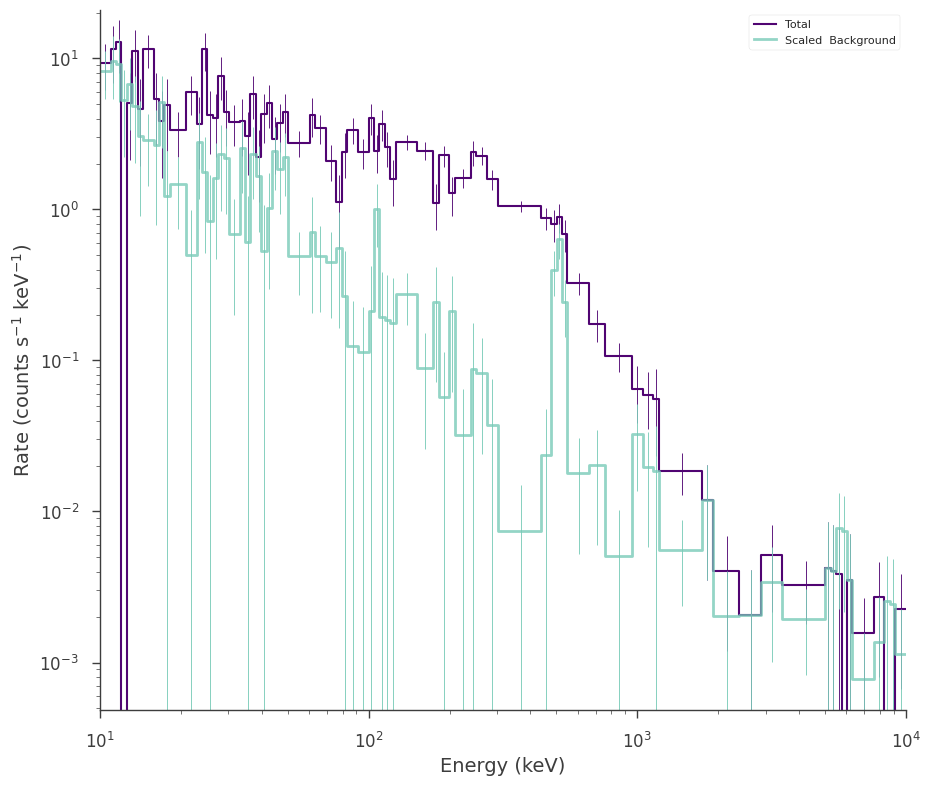 Total
Scaled  Background
Rate (counts s⁻¹ keV⁻¹)
10¹
10⁰
10⁻¹
10⁻²
10⁻³
10¹
10²
10³
10⁴
Energy (keV)